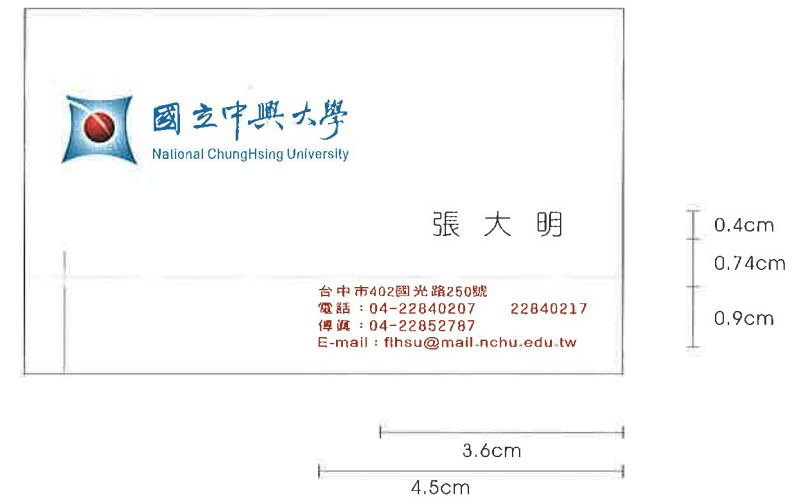 國立中興大學
National ChungHsing University
張 大 明
台中市402國光路250號
電話：04-22840207 22840217
傳真：04-22852787
E-mail：flhsu@mail.nchu.edu.tw
0.4cm
0.74cm
0.9cm
3.6cm
4.5cm